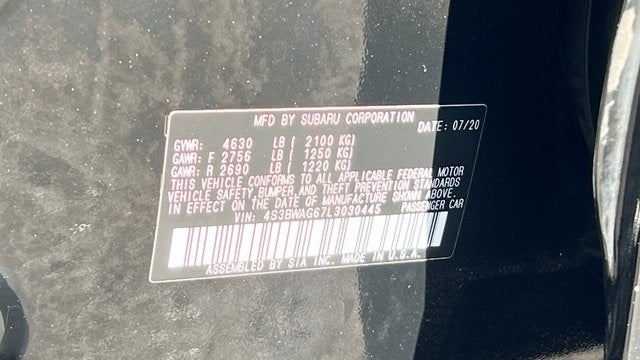 MFD BY SUBARU CORPORATION
DATE: 07/20
GVWR: 4630 LB ( 2100 KG)
GAWR: F 2756 LB ( 1250 KG)
GAWR: R 2690 LB ( 1220 KG)
THIS VEHICLE CONFORMS TO ALL APPLICABLE FEDERAL MOTOR
VEHICLE SAFETY BUMPER, AND THEFT PREVENTION STANDARDS
IN EFFECT ON THE DATE OF MANUFACTURE SHOWN ABOVE.
VIN: 4S3BWAG67L3030445 PASSENGER CAR
ASSEMBLED BY SIA INC. MADE IN U.S.A.